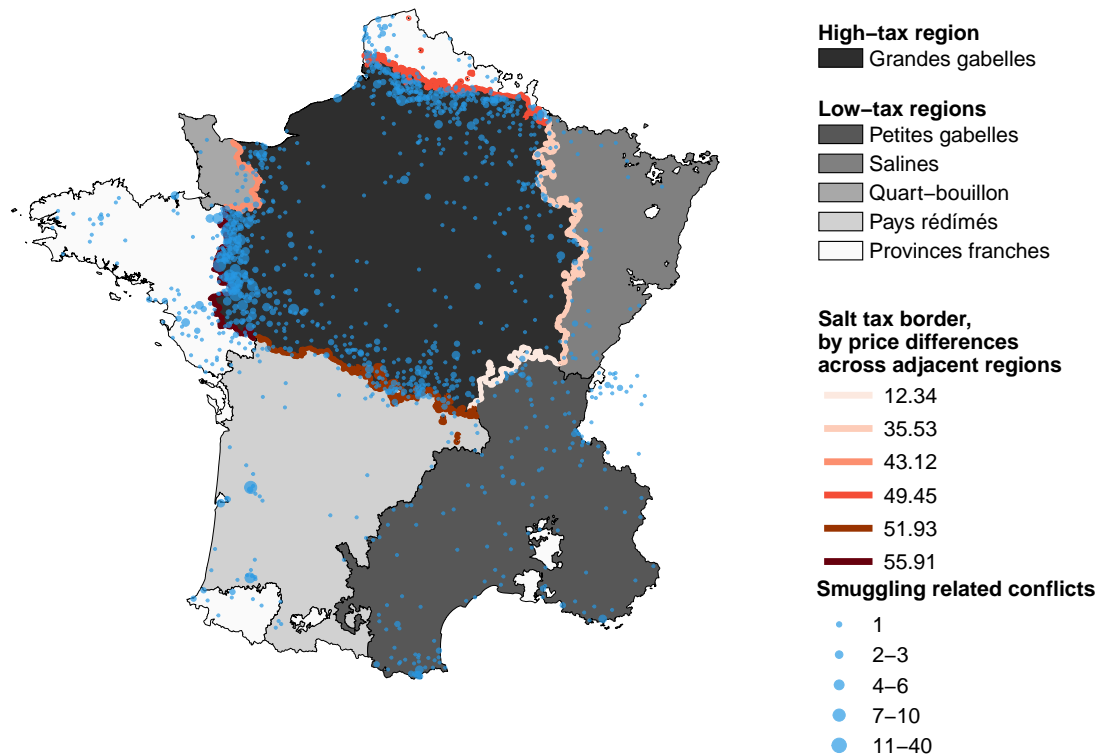 High−tax region
Grandes gabelles
Low−tax regions
Petites gabelles
Salines
Quart−bouillon
Pays rédímés
Provinces franches
Salt tax border,
by price differences
across adjacent regions
12.34
35.53
43.12
49.45
51.93
55.91
Smuggling related conflicts
1
2−3
4−6
7−10
11−40